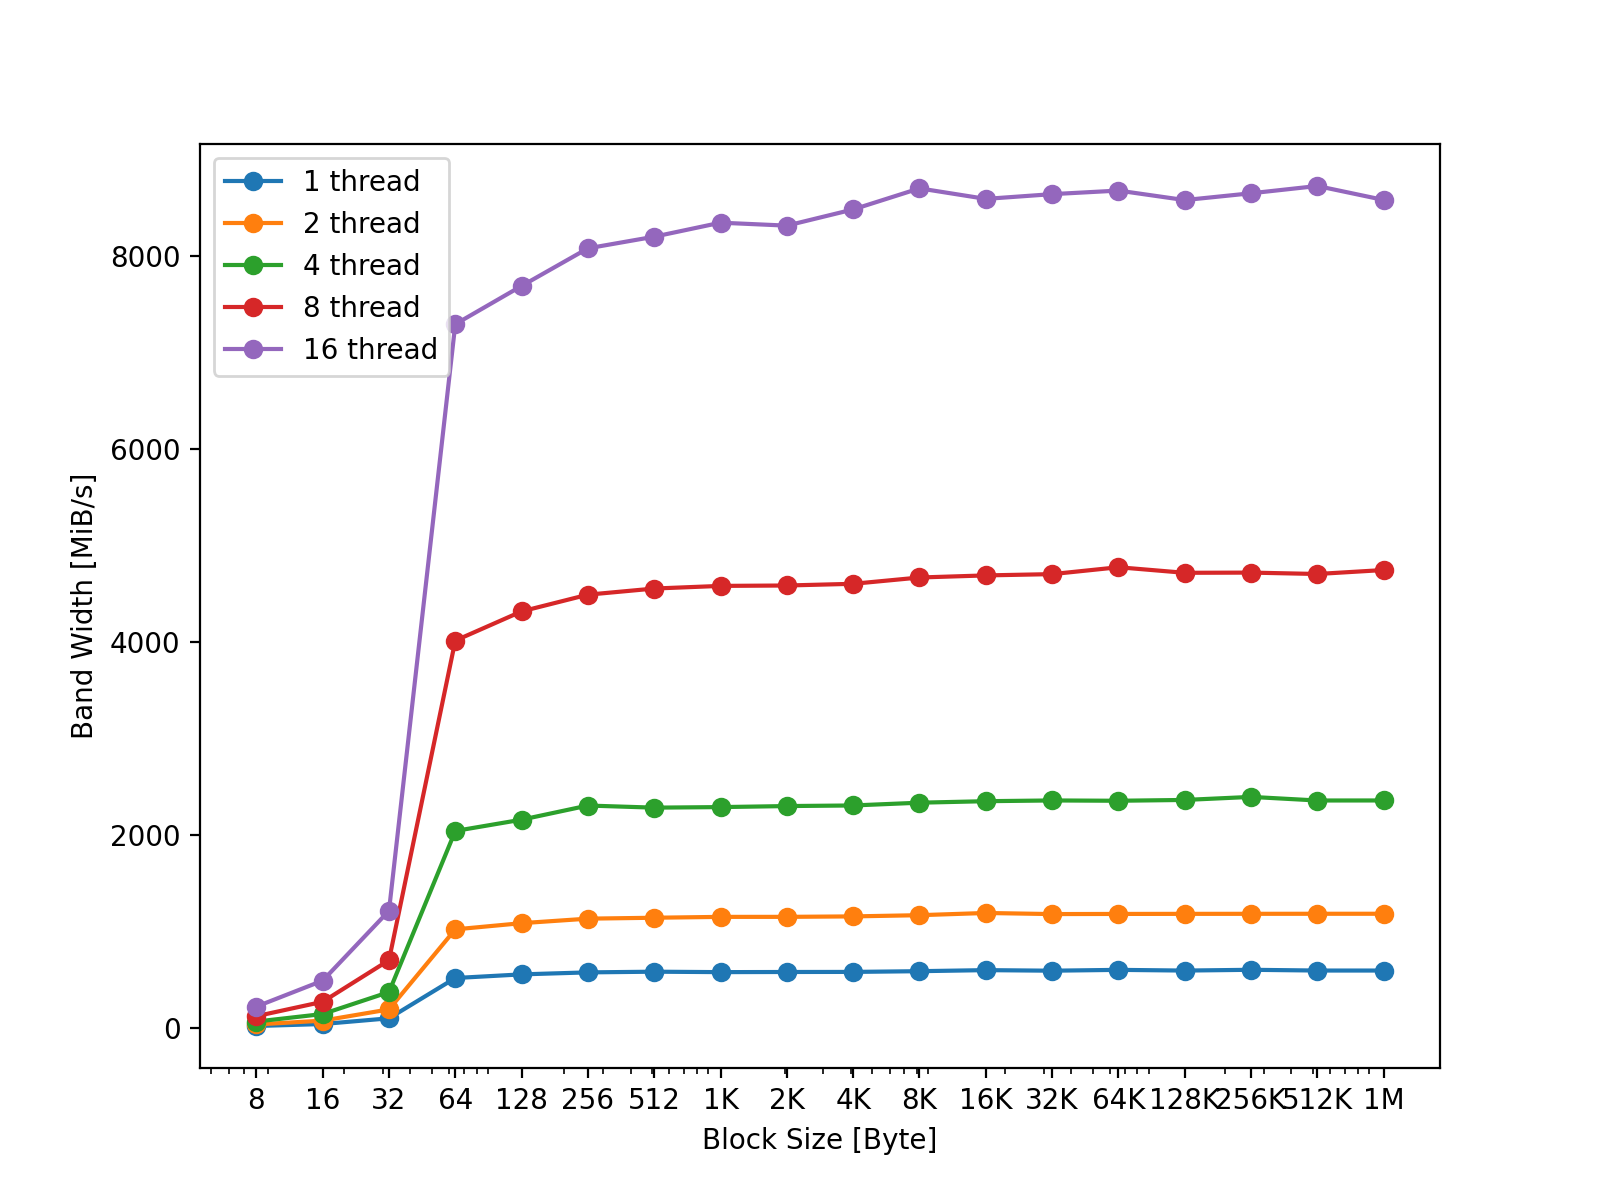 1 thread
2 thread
4 thread
8 thread
16 thread
8000
6000
4000
2000
0
Band Width [MiB/s]
8 16 32 64 128 256 512 1K 2K 4K 8K 16K 32K 64K 128K 256K 512K 1M
Block Size [Byte]